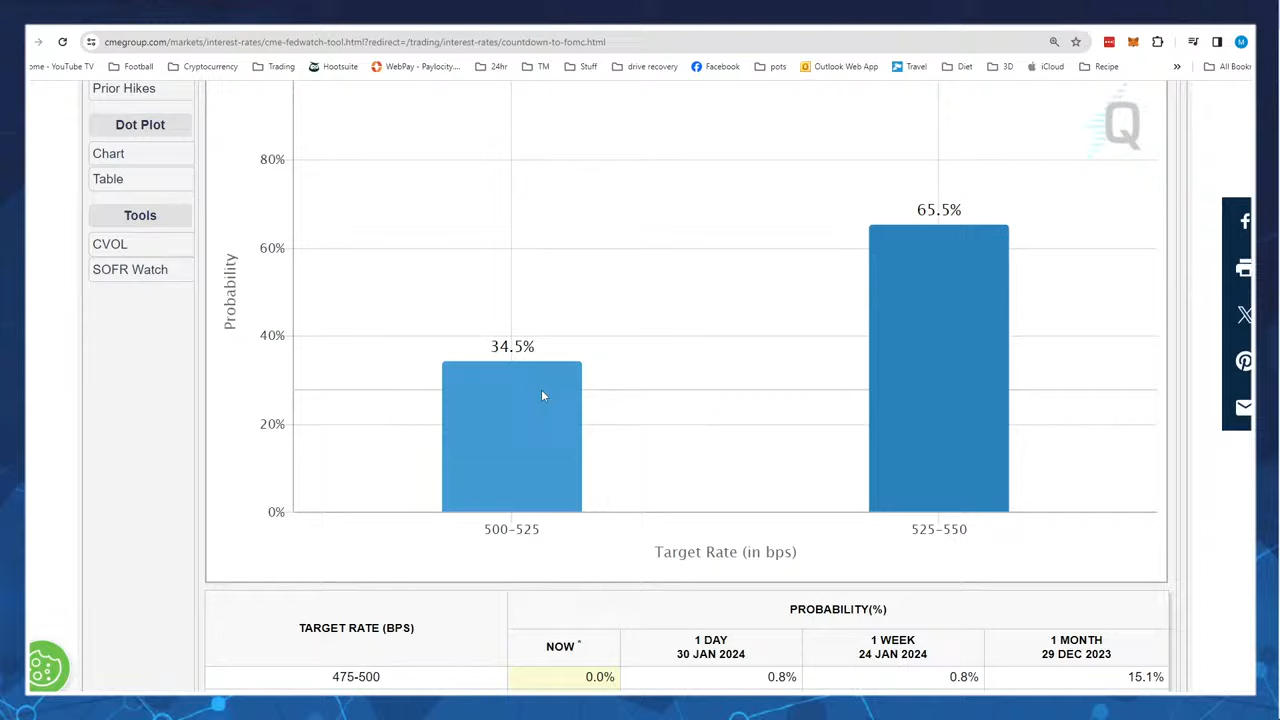 cmegroup.com/markets/interest-rates/cme-fedwatch-tool.html?redirect=/trading/interest-rates/countdown-to-fomc.html
M
ome - YouTube TV Football Cryptocurrency Trading Hootsuite WebPay - Paylocity.... 24hr TM Stuff drive recovery Facebook pots Outlook Web App Travel Diet 3D iCloud Recipe » All Bookr
Prior Hikes
Dot Plot
Chart
Table
Tools
CVOL
SOFR Watch
Q
Probability
80%
60%
40%
20%
0%
34.5%
65.5%
500-525
525-550
Target Rate (in bps)
TARGET RATE (BPS)
PROBABILITY(%)
NOW *
1 DAY
30 JAN 2024
1 WEEK
24 JAN 2024
1 MONTH
29 DEC 2023
475-500 0.0% 0.8% 0.8% 15.1%